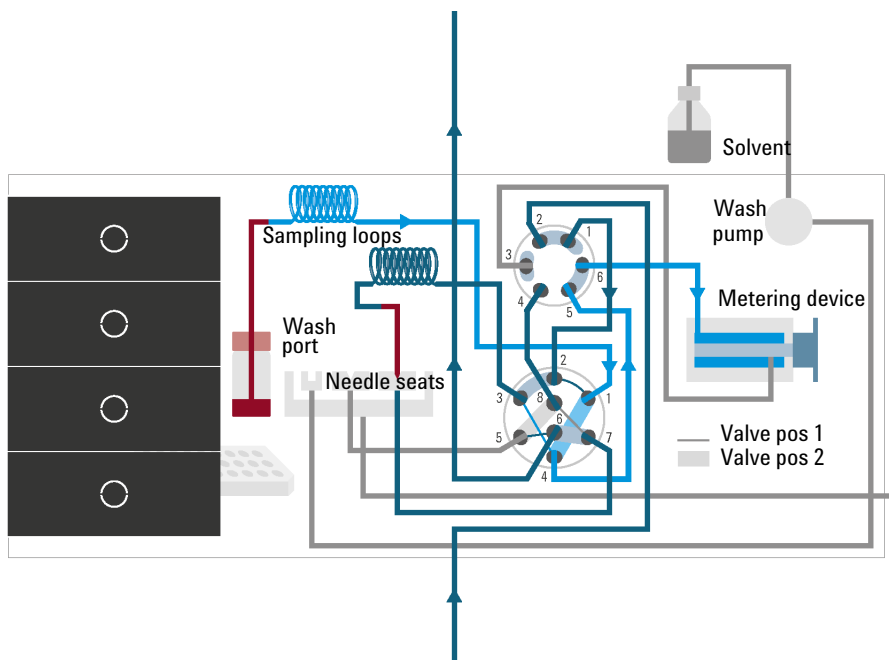 Solvent
Wash
pump
Sampling loops
2
1
3
6
4
5
Metering device
Wash
port
Needle seats
2
3
8
1
6
5
7
4
Valve pos 1
Valve pos 2